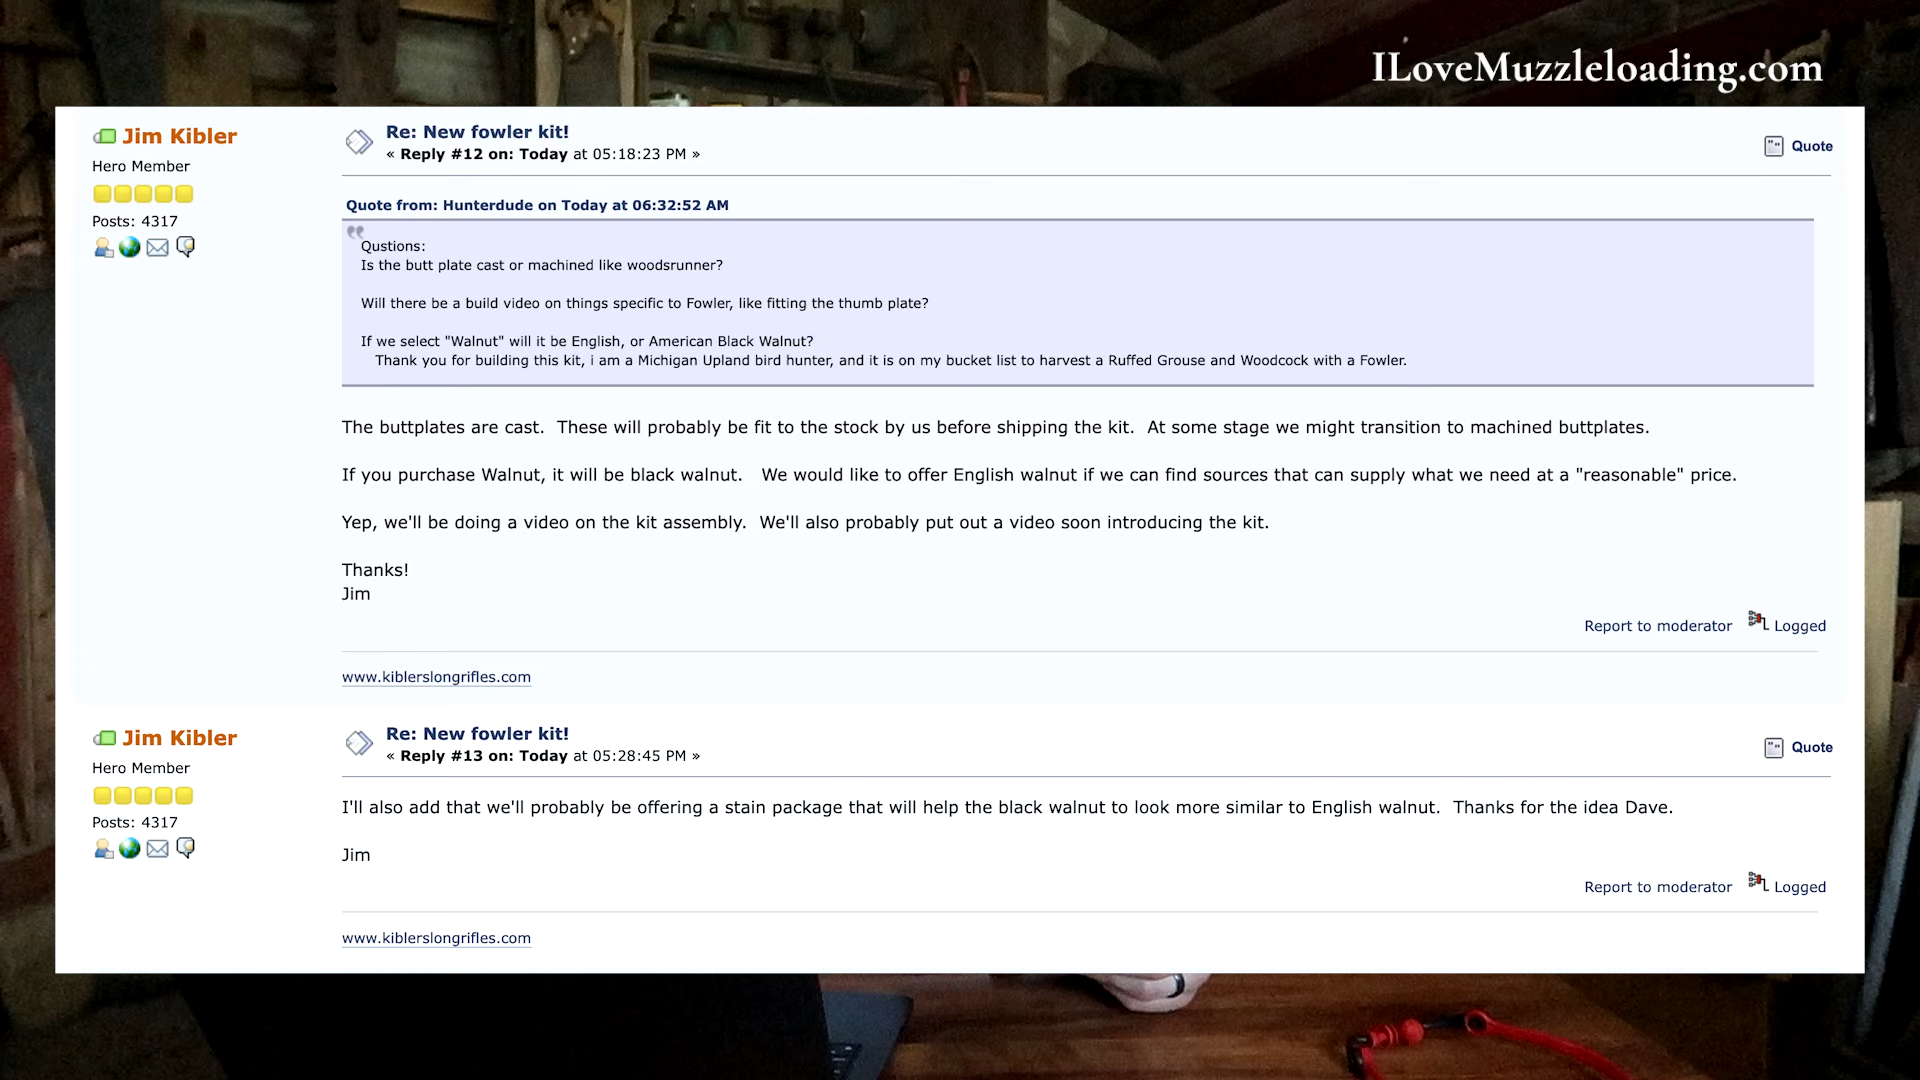 ILoveMuzzleloading.com
Jim Kibler
Hero Member
Posts: 4317
Re: New fowler kit!
« Reply #12 on: Today at 05:18:23 PM »
Quote
Quote from: Hunterdude on Today at 06:32:52 AM
Qustions:
Is the butt plate cast or machined like woodsrunner?
Will there be a build video on things specific to Fowler, like fitting the thumb plate?
If we select "Walnut" will it be English, or American Black Walnut?
Thank you for building this kit, i am a Michigan Upland bird hunter, and it is on my bucket list to harvest a Ruffed Grouse and Woodcock with a Fowler.
The buttplates are cast.  These will probably be fit to the stock by us before shipping the kit.  At some stage we might transition to machined buttplates.
If you purchase Walnut, it will be black walnut.   We would like to offer English walnut if we can find sources that can supply what we need at a "reasonable" price.
Yep, we'll be doing a video on the kit assembly.  We'll also probably put out a video soon introducing the kit.
Thanks!
Jim
Report to moderator Logged
www.kiblerslongrifles.com
Jim Kibler
Hero Member
Posts: 4317
Re: New fowler kit!
« Reply #13 on: Today at 05:28:45 PM »
Quote
I'll also add that we'll probably be offering a stain package that will help the black walnut to look more similar to English walnut.  Thanks for the idea Dave.
Jim
Report to moderator Logged
www.kiblerslongrifles.com